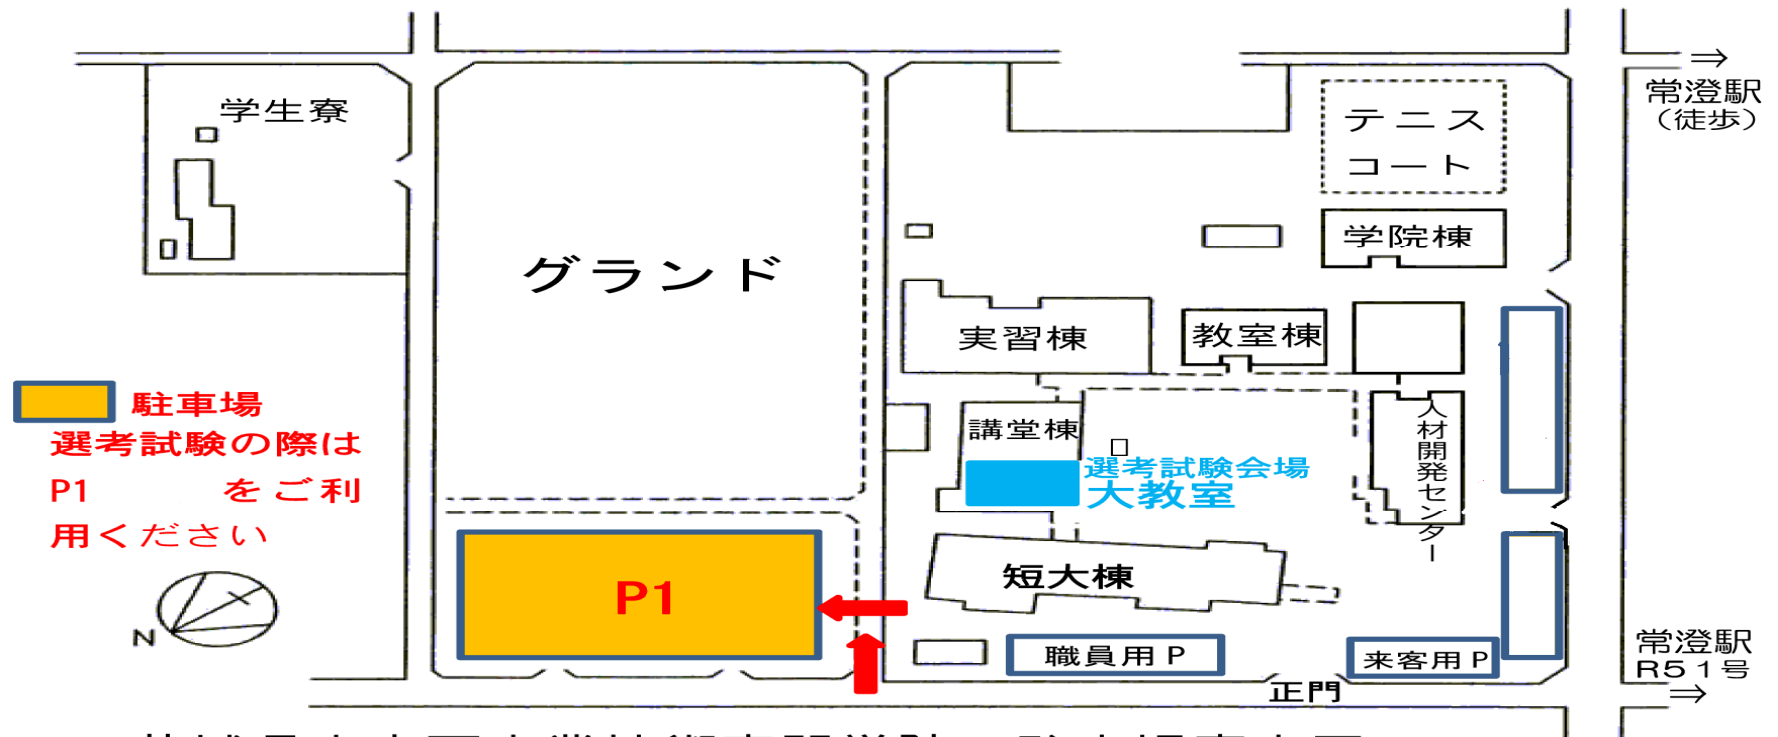 ⇒
常澄駅
（徒歩）
学生寮
テニス
コート
学院棟
グランド
実習棟
教室棟
駐車場
選考試験の際は
P1 をご利
用ください
講堂棟
選考試験会場
大教室
人材開発センター
短大棟
P1
N
職員用P
来客用P
正門
常澄駅
R51号
⇒